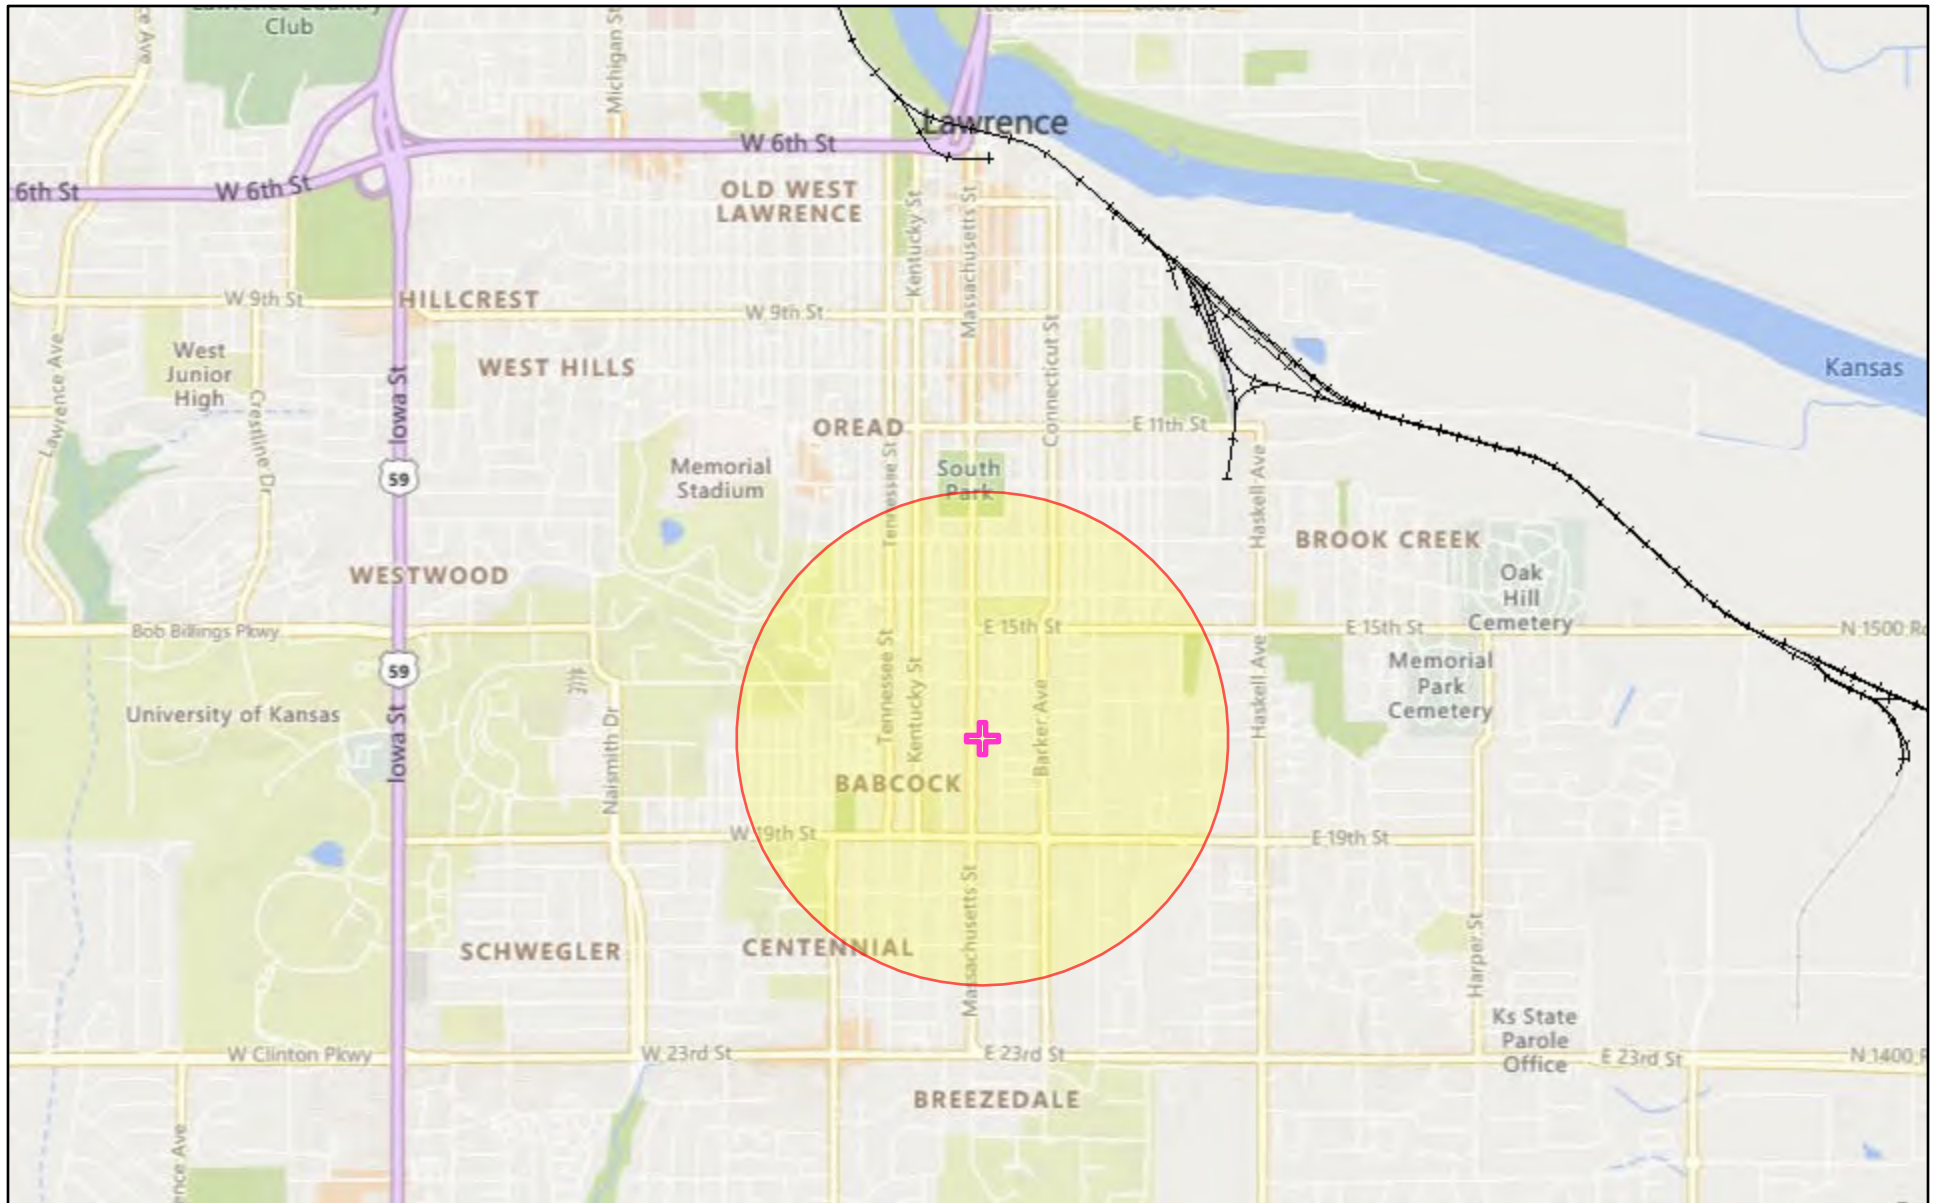 Club
Michigan St
Lawrence
W 6th St
6th St
W 6th St
OLD WEST
LAWRENCE
Kentucky St
Massachusetts St
W 9th St
HILLCREST
W 9th St
West
Junior
High
WEST HILLS
Lawrence Ave
Iowa St
Crestline Dr
Connecticut St
Kansas
OREAD
E 11th St
Memorial
Stadium
South
Park
59
Tennessee St
Haskell Ave
BROOK CREEK
WESTWOOD
Oak
Hill
Cemetery
Bob Billings Pkwy
E 15th St
E 15th St
N 1500 R
59
Memorial
Park
Cemetery
University of Kansas
Iowa St
Naismith Dr
Tennessee St
Kentucky St
Barker Ave
Haskell Ave
BABCOCK
W 19th St
E 19th St
SCHWEGLER
CENTENNIAL
Massachusetts St
Harper St
Ks State
Parole
Office
W Clinton Pkwy
W 23rd St
E 23rd St
E 23rd St
N 1400
BREEZEDALE
ence Ave